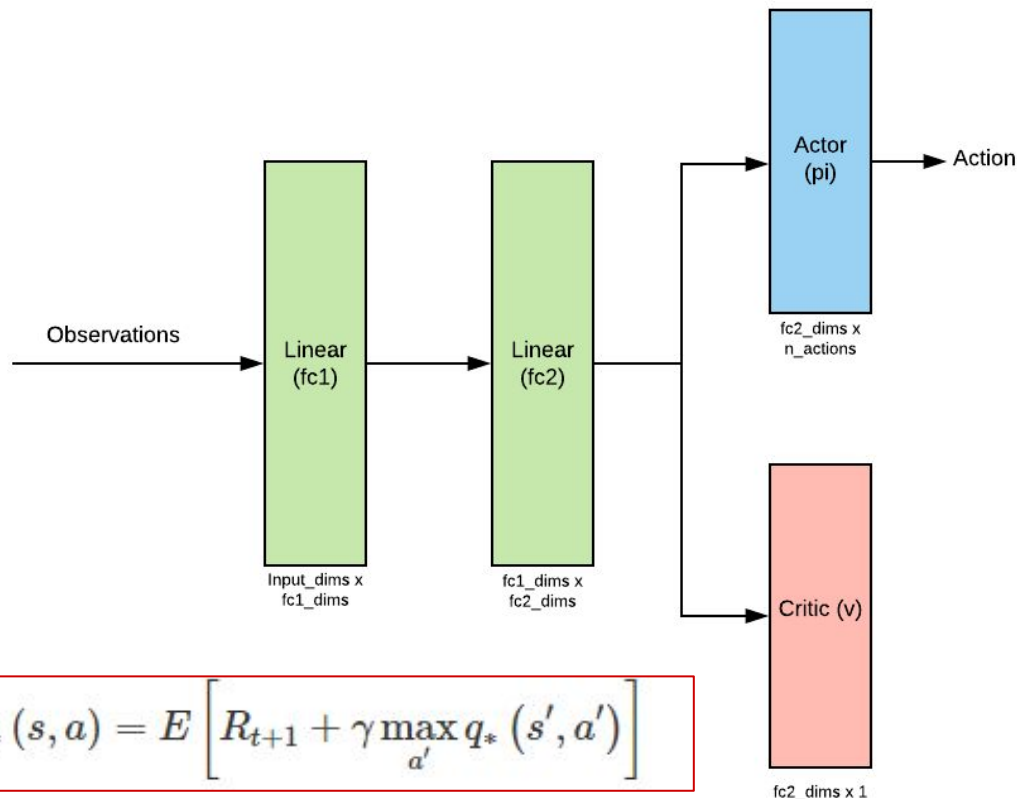 Observations
Linear
(fc1)
Input_dims x
fc1_dims
Linear
(fc2)
fc1_dims x
fc2_dims
Actor
(pi)
Action
fc2_dims x
n_actions
Critic (v)
fc2_dims x 1
(s, a) = E [R_{t+1} + γ max_{a'} q_* (s', a')]